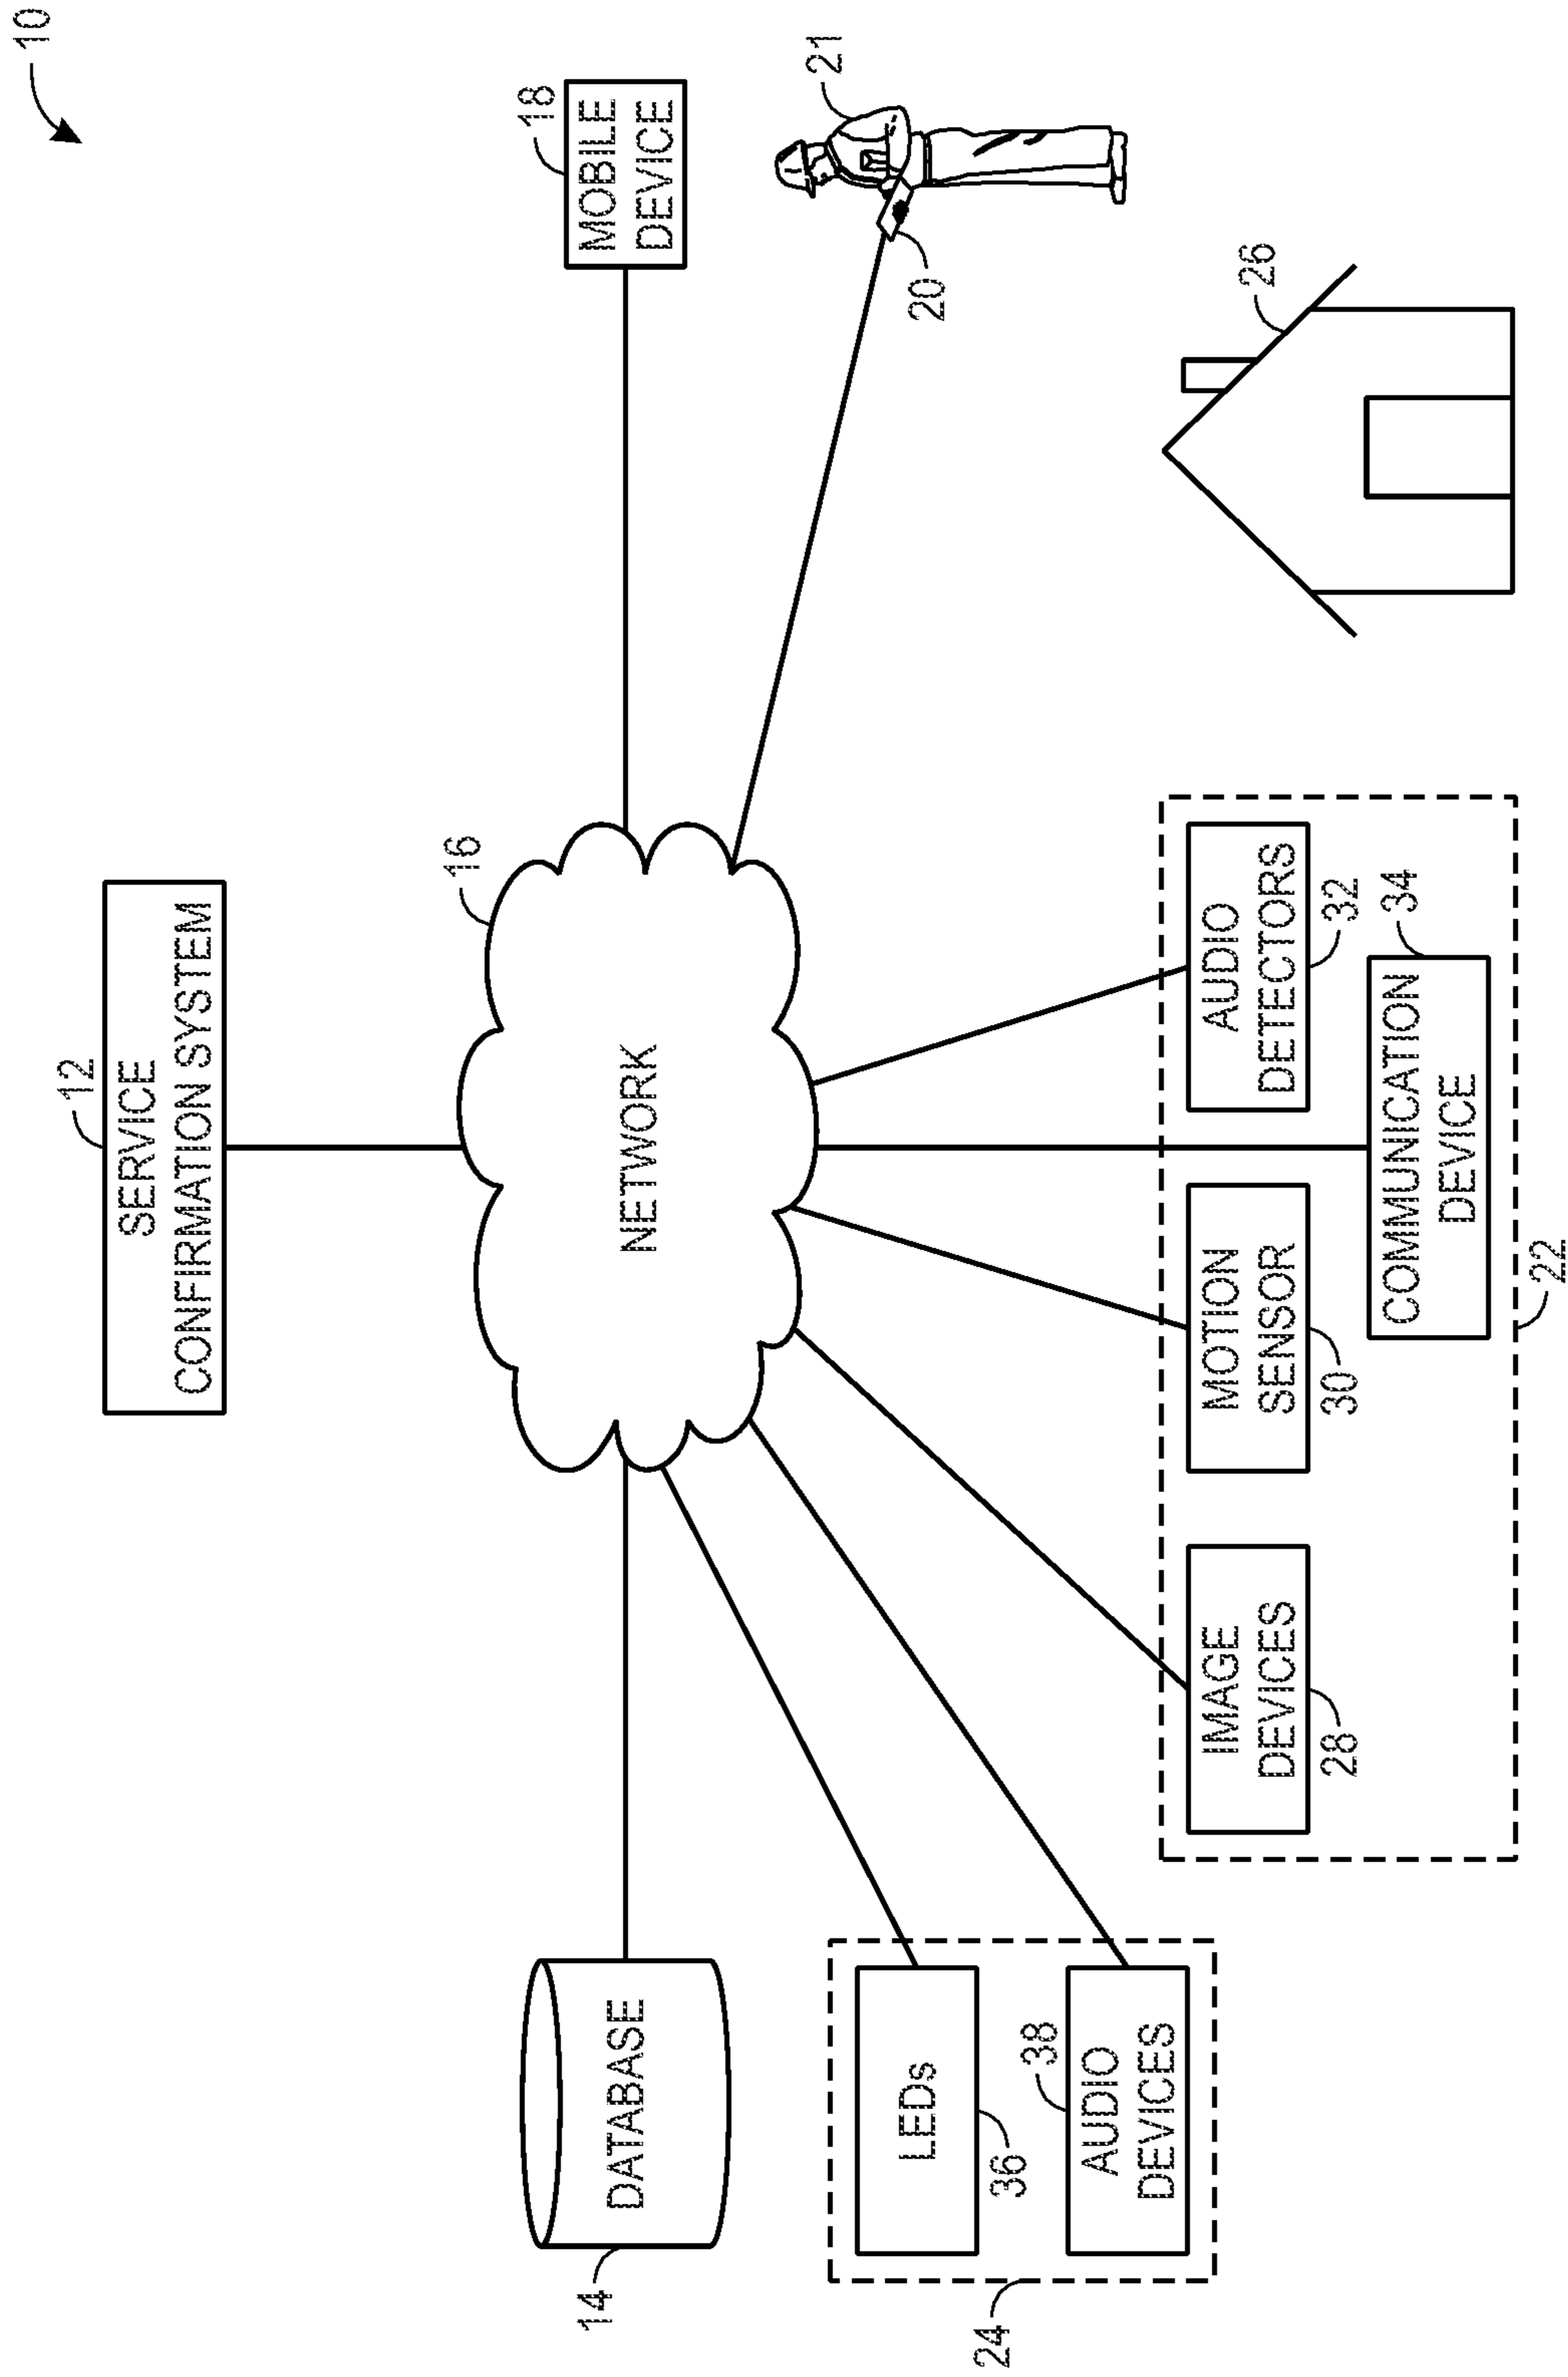 10
12
SERVICE
CONFIRMATION SYSTEM
16
NETWORK
14
DATABASE
18
MOBILE
DEVICE
21
20
24
LEDs
36
38
AUDIO
DEVICES
IMAGE
DEVICES
28
MOTION
SENSOR
30
AUDIO
DETECTORS
32
34
COMMUNICATION
DEVICE
22
26